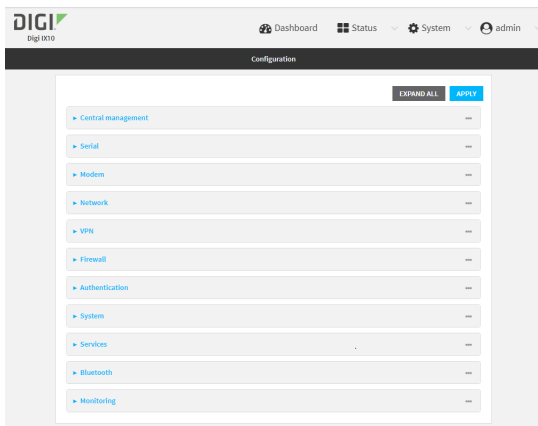 DIGI
Digi IX10
Dashboard Status System admin
Configuration
EXPAND ALL APPLY
Central management
Serial
Modem
Network
VPN
Firewall
Authentication
System
Services
Bluetooth
Monitoring